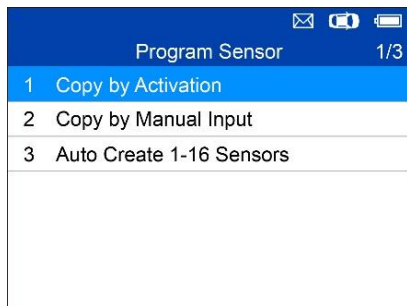 Program Sensor 1/3
1 Copy by Activation
2 Copy by Manual Input
3 Auto Create 1-16 Sensors